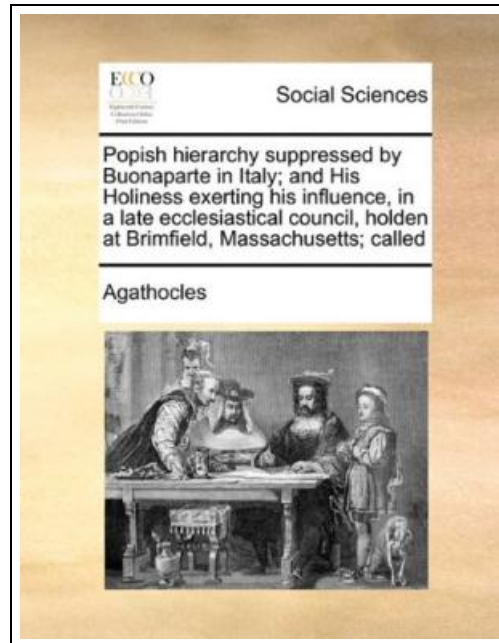 ECCO
Social Sciences
Popish hierarchy suppressed by
Buonaparte in Italy; and His
Holiness exerting his influence, in
a late ecclesiastical council, holden
at Brimfield, Massachusetts; called
Agathocles